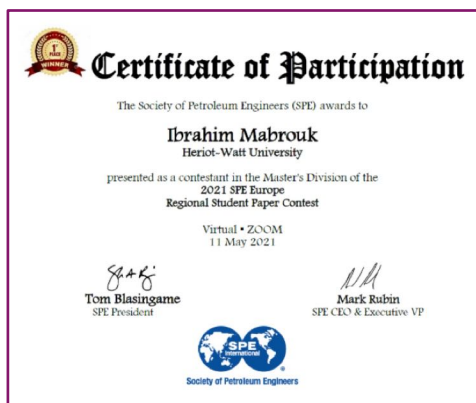 1st
PLACE
WINNER
Certificate of Participation
The Society of Petroleum Engineers (SPE) awards to
Ibrahim Mabrouk
Heriot-Watt University
presented as a contestant in the Master's Division of the
2021 SPE Europe
Regional Student Paper Contest
Virtual • ZOOM
11 May 2021
Tom Blasingame
SPE President
Mark Rubin
SPE CEO & Executive VP
SPE
International
Society of Petroleum Engineers